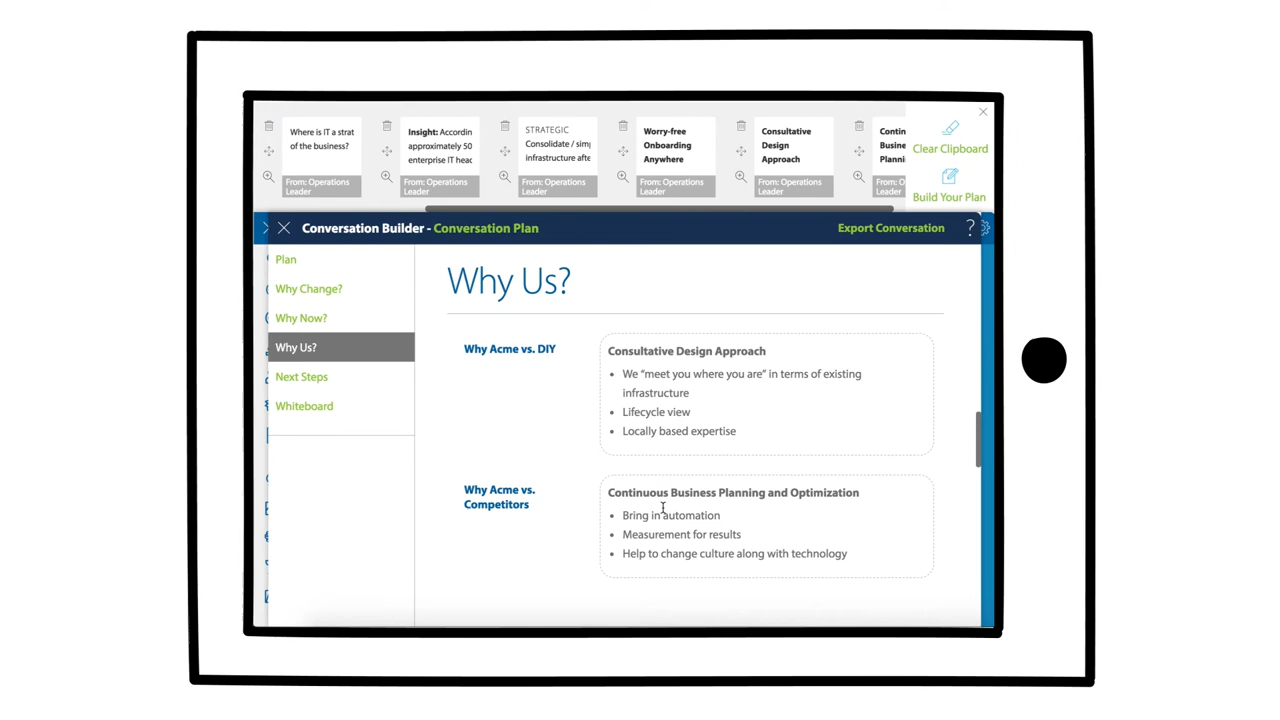 Where is IT a strat
of the business?
From: Operations
Leader
Insight: Accordin
approximately 50
enterprise IT head
From: Operations
Leader
STRATEGIC
Consolidate / simp
infrastructure afte
From: Operations
Leader
Worry-free
Onboarding
Anywhere
From: Operations
Leader
Consultative
Design
Approach
From: Operations
Leader
Contin
Business
Planni
From: O
Leader
Clear Clipboard
Build Your Plan
Conversation Builder - Conversation Plan
Export Conversation
?
Plan
Why Change?
Why Now?
Why Us?
Next Steps
Whiteboard
Why Us?
Why Acme vs. DIY
Consultative Design Approach
• We “meet you where you are” in terms of existing
infrastructure
• Lifecycle view
• Locally based expertise
Why Acme vs.
Competitors
Continuous Business Planning and Optimization
• Bring in automation
• Measurement for results
• Help to change culture along with technology